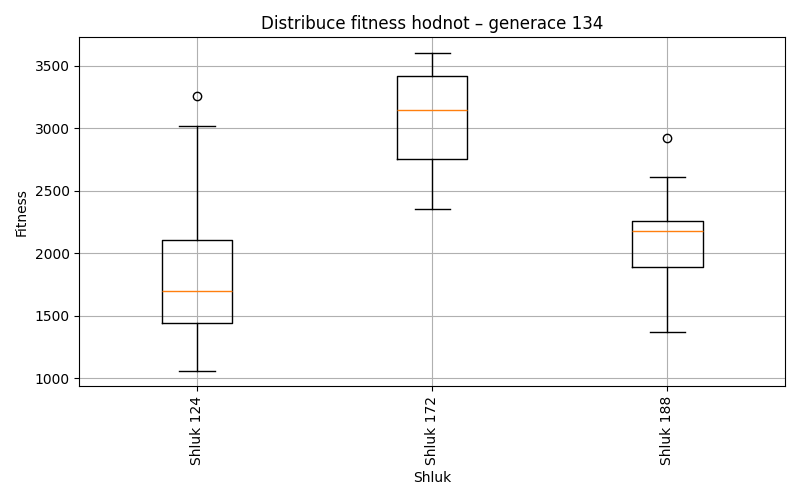 Distribuce fitness hodnot – generace 134
Fitness
3500
3000
2500
2000
1500
1000
Shluk 124
Shluk 172
Shluk 188
Shluk